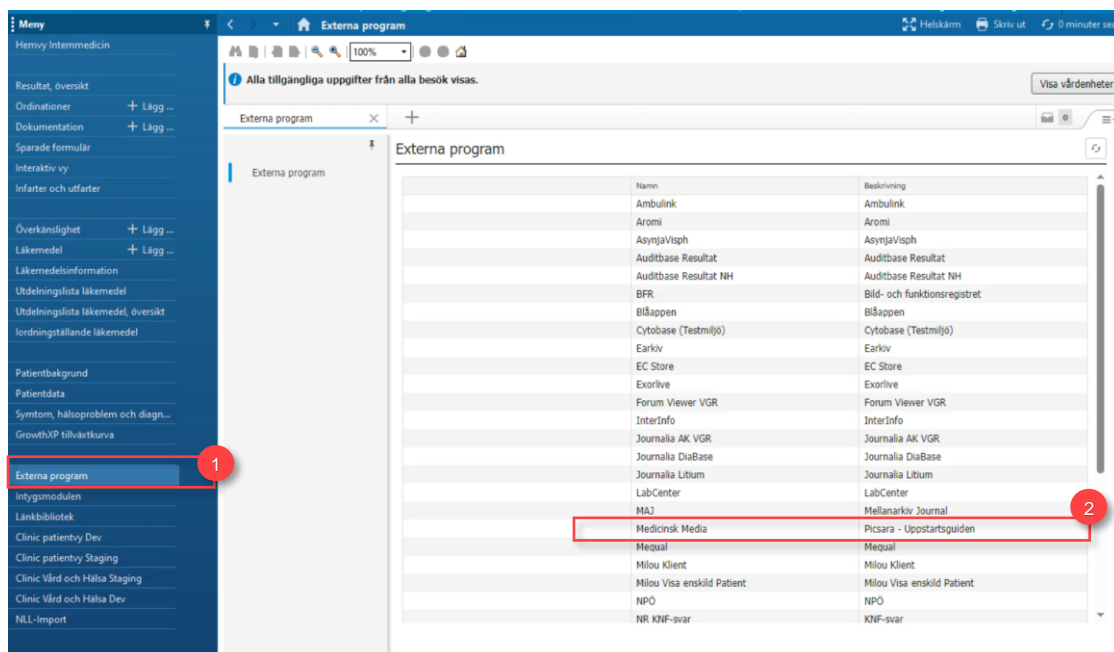 Meny
Externa program
Helskärm
Skriv ut
0 minuter sed
Hemvy Internmedicin
100%
Alla tillgängliga uppgifter från alla besök visas.
Visa vårdenheter
Resultat, översikt
Ordinationer + Lägg ...
Dokumentation + Lägg ...
Sparade formulär
Interaktiv vy
Infarter och utfarter
Överkänslighet + Lägg ...
Läkemedel + Lägg ...
Läkemedelsinformation
Utdelningslista läkemedel
Utdelningslista läkemedel, översikt
Iordningställande läkemedel
Patientbakgrund
Patientdata
Symtom, hälsoproblem och diagn...
GrowthXP tillväxtkurva
Externa program
1
Intygsmodulen
Länkbibliotek
Clinic patientvy Dev
Clinic patientvy Staging
Clinic Vård och Hälsa Staging
Clinic Vård och Hälsa Dev
NLL-Import
Externa program
0
Externa program
Externa program
Namn Beskrivning
Ambulink Ambulink
Aromi Aromi
AsynjaVisph AsynjaVisph
Auditbase Resultat Auditbase Resultat
Auditbase Resultat NH Auditbase Resultat NH
BFR Bild- och funktionsregistret
Blåappen Blåappen
Cytobase (Testmiljö) Cytobase (Testmiljö)
Earkiv Earkiv
EC Store EC Store
Exorlive Exorlive
Forum Viewer VGR Forum Viewer VGR
InterInfo InterInfo
Journalia AK VGR Journalia AK VGR
Journalia DiaBase Journalia DiaBase
Journalia Litium Journalia Litium
LabCenter LabCenter
MAJ Mellanarkiv Journal
2
Medicinsk Media Picsara - Uppstartsguiden
Mequal Mequal
Milou Klient Milou Klient
Milou Visa enskild Patient Milou Visa enskild Patient
NPÖ NPÖ
NR KNF-svar KNF-svar